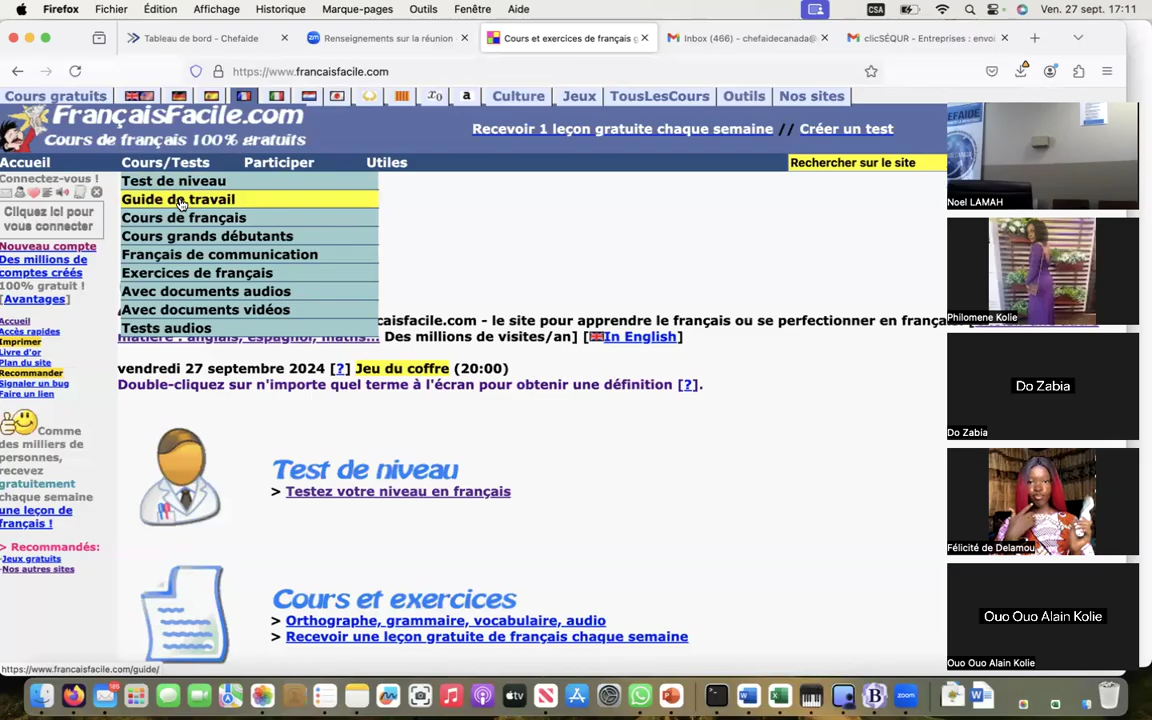 Firefox Fichier Édition Affichage Historique Marque-pages Outils Fenêtre Aide CSA Ven. 27 sept. 17:11
Tableau de bord - Chefaide Renseignements sur la réunion - Cours et exercices de français g Inbox (466) - chefaidecanada@ clicSÉQUR - Entreprises : envoi
https://www.francaisfacile.com
Cours gratuits a Culture Jeux TousLesCours Outils Nos sites
FrançaisFacile.com
Cours de français 100% gratuits
Recevoir 1 leçon gratuite chaque semaine // Créer un test
Accueil Cours/Tests Participer Utiles Rechercher sur le site
Connectez-vous !
Cliquez ici pour
vous connecter
Nouveau compte
Des millions de
comptes créés
100% gratuit !
[Avantages]
Accueil
Accès rapides
Imprimer
Livre d'or
Plan du site
Recommander
Signaler un bug
Faire un lien
Comme
des milliers de
personnes,
recevez
gratuitement
chaque semaine
une leçon de
français !
> Recommandés:
-Jeux gratuits
-Nos autres sites
Test de niveau
Guide de travail
Cours de français
Cours grands débutants
Français de communication
Exercices de français
Avec documents audios
Avec documents vidéos
Tests audios
caisfacile.com - le site pour apprendre le français ou se perfectionner en français.
matière : anglais, espagnol, maths... Des millions de visites/an] [In English]
vendredi 27 septembre 2024 [?] Jeu du coffre (20:00)
Double-cliquez sur n'importe quel terme à l'écran pour obtenir une définition [?].
Test de niveau
> Testez votre niveau en français
Cours et exercices
> Orthographe, grammaire, vocabulaire, audio
> Recevoir une leçon gratuite de français chaque semaine
https://www.francaisfacile.com/guide/
Noel LAMAH
Philomene Kolie
Do Zabia
Do Zabia
Félicité de Delamou
Ouo Ouo Alain Kolie
Ouo Ouo Alain Kolie
zoom